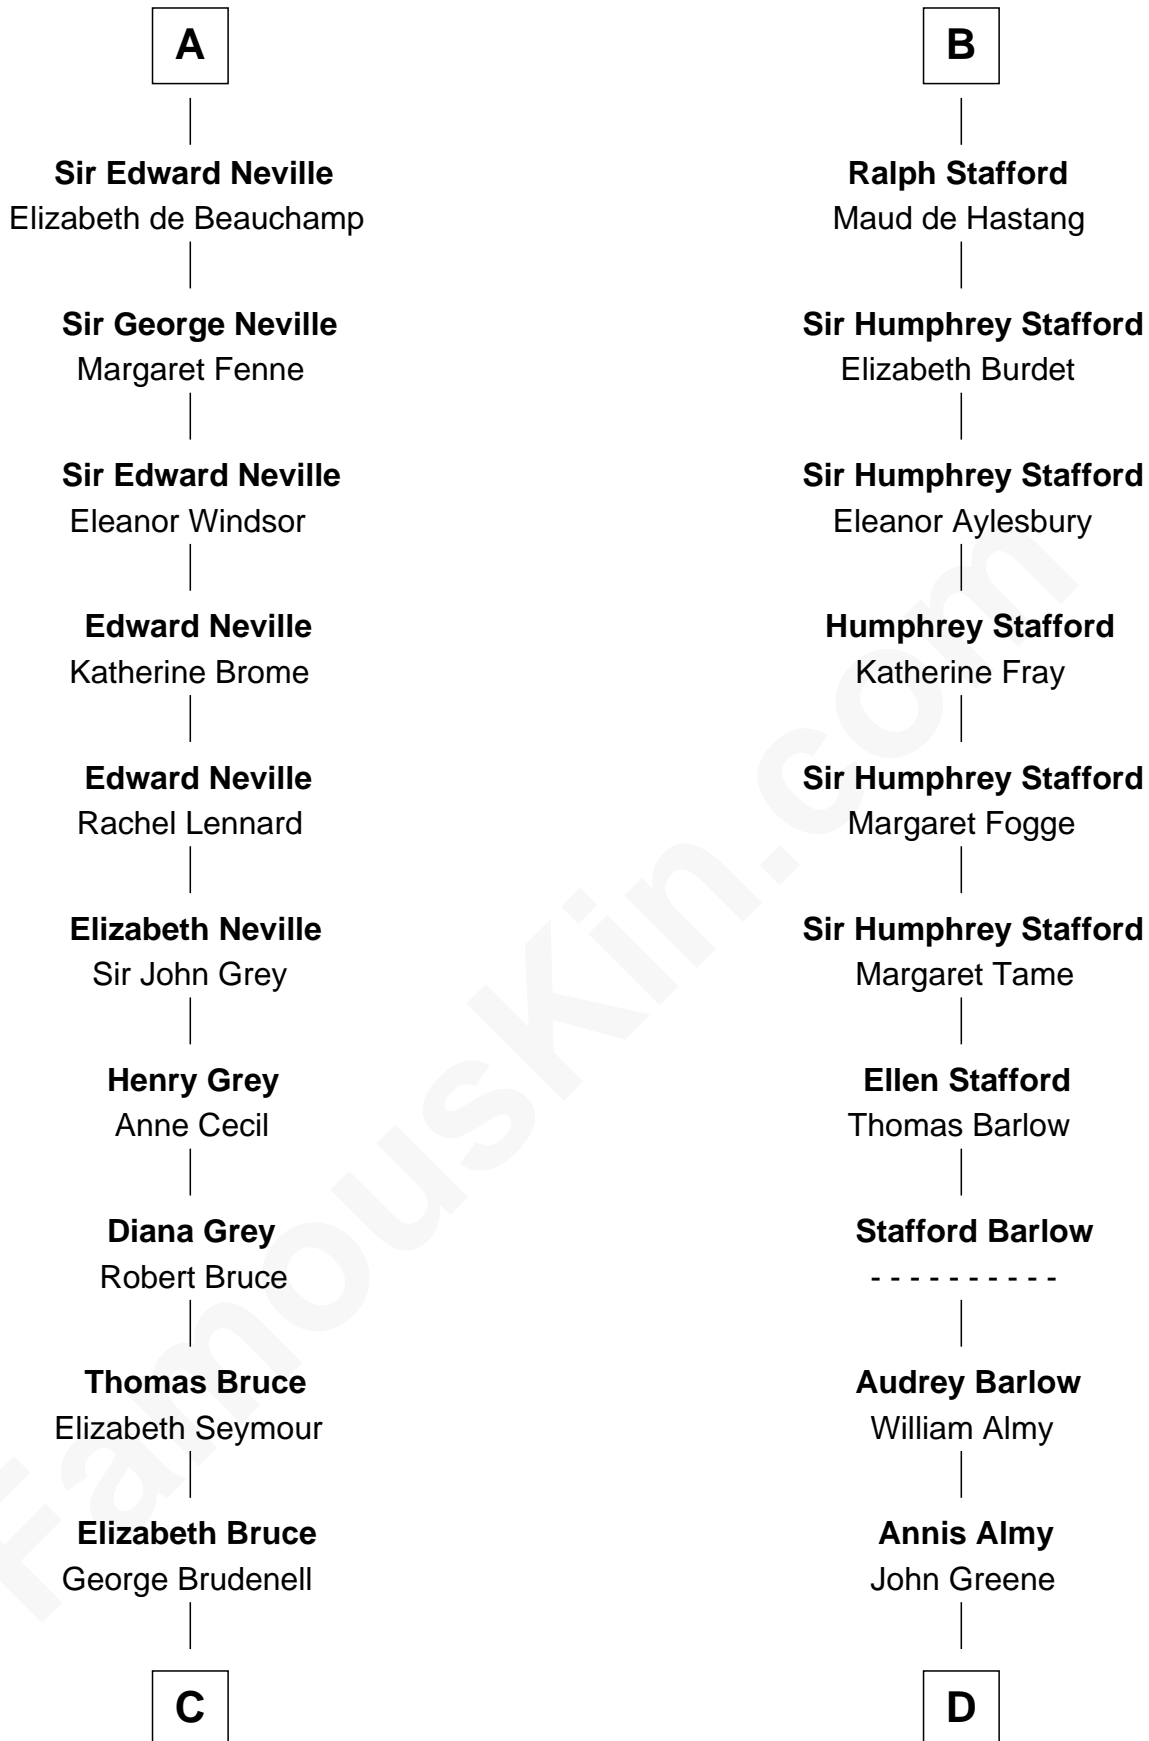 A
Sir Edward Neville
Elizabeth de Beauchamp
Sir George Neville
Margaret Fenne
Sir Edward Neville
Eleanor Windsor
Edward Neville
Katherine Brome
Edward Neville
Rachel Lennard
Elizabeth Neville
Sir John Grey
Henry Grey
Anne Cecil
Diana Grey
Robert Bruce
Thomas Bruce
Elizabeth Seymour
Elizabeth Bruce
George Brudenell
C
B
Ralph Stafford
Maud de Hastang
Sir Humphrey Stafford
Elizabeth Burdet
Sir Humphrey Stafford
Eleanor Aylesbury
Humphrey Stafford
Katherine Fray
Sir Humphrey Stafford
Margaret Fogge
Sir Humphrey Stafford
Margaret Tame
Ellen Stafford
Thomas Barlow
Stafford Barlow
- - - - - - - - - -
Audrey Barlow
William Almy
Annis Almy
John Greene
D
FamousKin.com